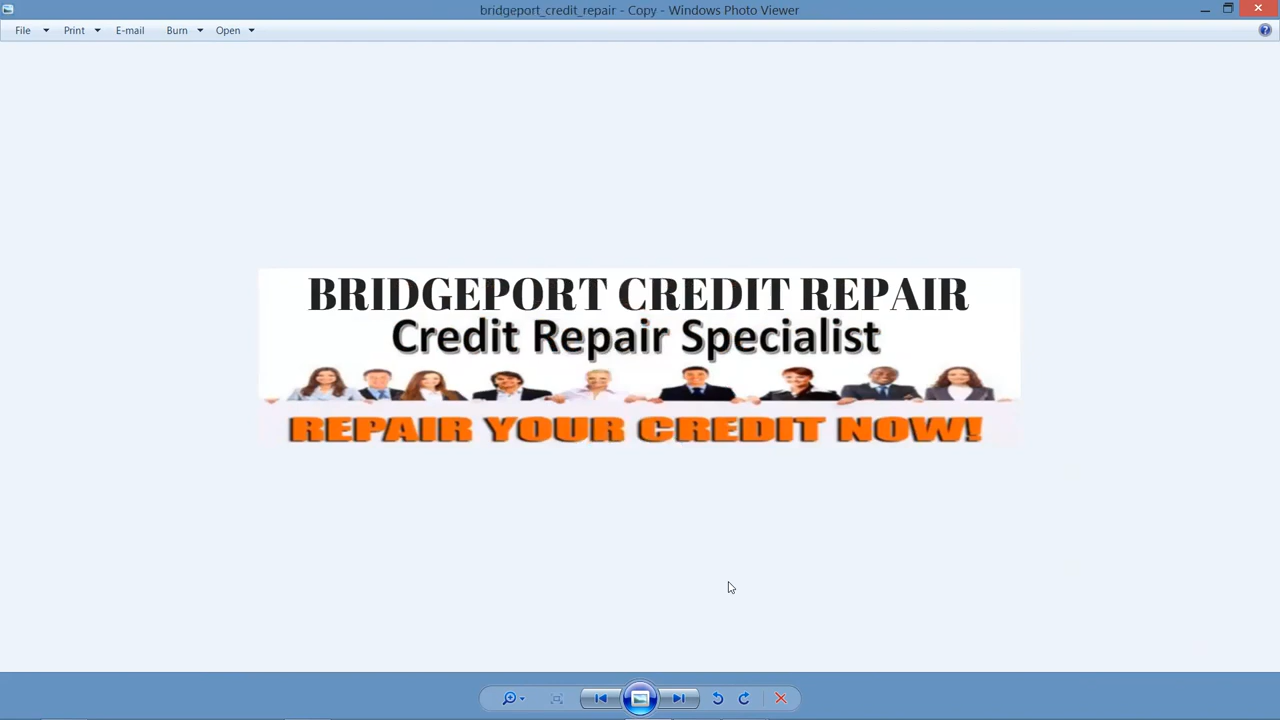 bridgeport_credit_repair - Copy - Windows Photo Viewer
File Print E-mail Burn Open
BRIDGEPORT CREDIT REPAIR
Credit Repair Specialist
REPAIR YOUR CREDIT NOW!